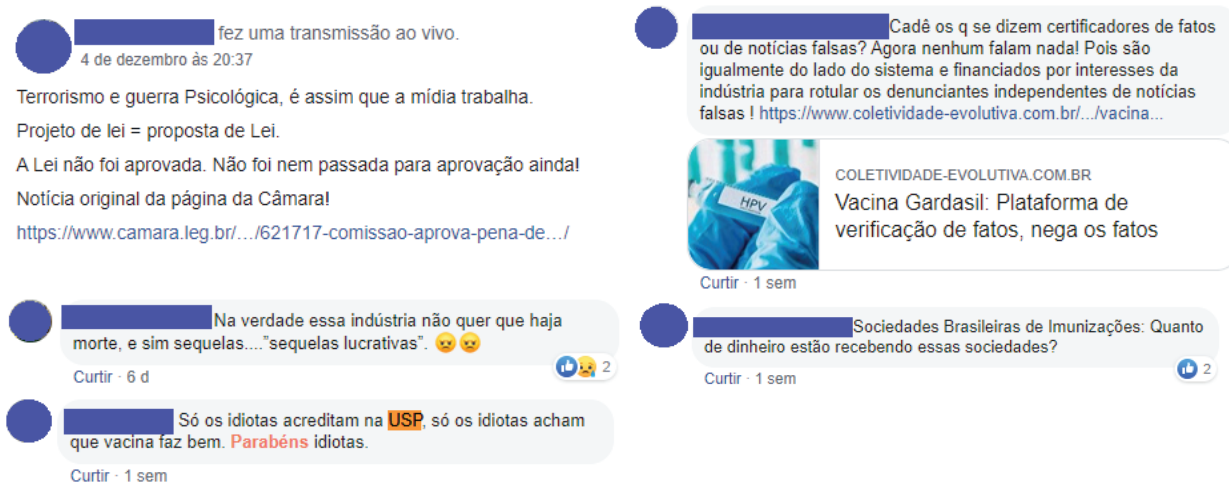 fez uma transmissão ao vivo.
4 de dezembro às 20:37
Terrorismo e guerra Psicológica, é assim que a mídia trabalha.
Projeto de lei = proposta de Lei.
A Lei não foi aprovada. Não foi nem passada para aprovação ainda!
Notícia original da página da Câmara!
https://www.camara.leg.br/.../621717-comissao-aprova-pena-de.../
Na verdade essa indústria não quer que haja
morte, e sim sequelas....”sequelas lucrativas”. 😠😠
2
Curtir · 6 d
Só os idiotas acreditam na USP, só os idiotas acham
que vacina faz bem. Parabéns idiotas.
Curtir · 1 sem
Cadê os q se dizem certificadores de fatos
ou de notícias falsas? Agora nenhum falam nada! Pois são
igualmente do lado do sistema e financiados por interesses da
indústria para rotular os denunciantes independentes de notícias
falsas ! https://www.coletividade-evolutiva.com.br/.../vacina...
HPV
COLETIVIDADE-EVOLUTIVA.COM.BR
Vacina Gardasil: Plataforma de
verificação de fatos, nega os fatos
Curtir · 1 sem
Sociedades Brasileiras de Imunizações: Quanto
de dinheiro estão recebendo essas sociedades?
2
Curtir · 1 sem